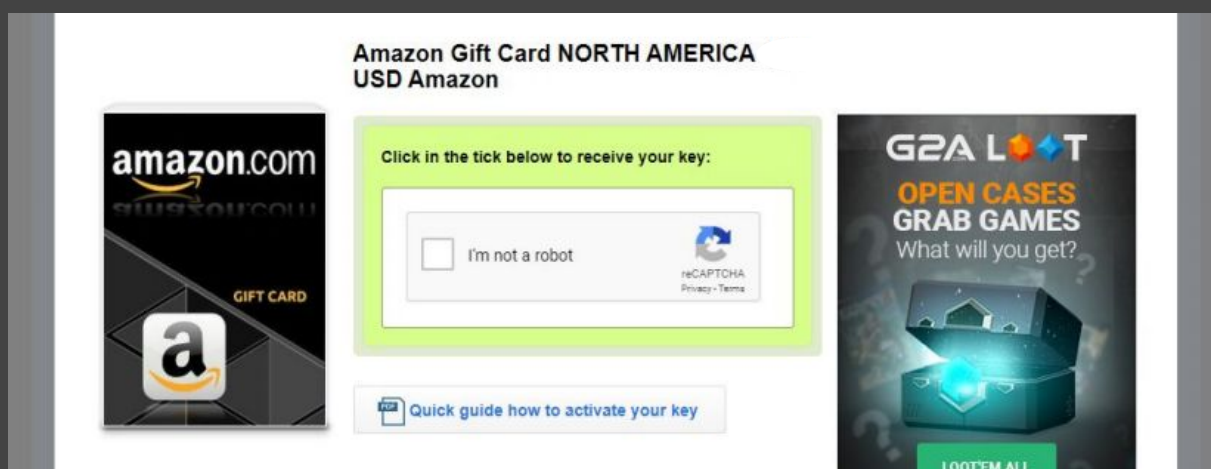 Amazon Gift Card NORTH AMERICA
USD Amazon
amazon.com
GIFT CARD
a
Click in the tick below to receive your key:
I'm not a robot
reCAPTCHA
Privacy - Terms
PDF
Quick guide how to activate your key
G2A LOOT
.COM
OPEN CASES
GRAB GAMES
What will you get?
LOOT'EM ALL